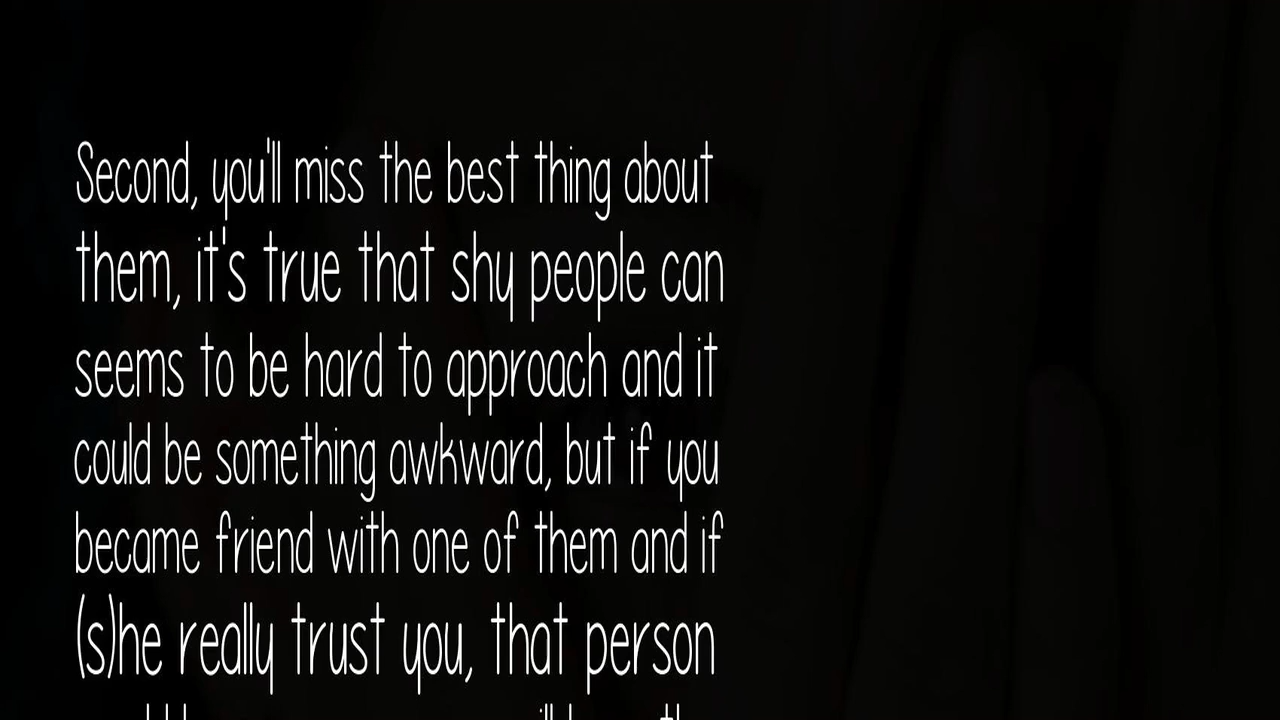 Second, you'll miss the best thing about
them, it's true that shy people can
seems to be hard to approach and it
could be something awkward, but if you
became friend with one of them and if
(s)he really trust you, that person